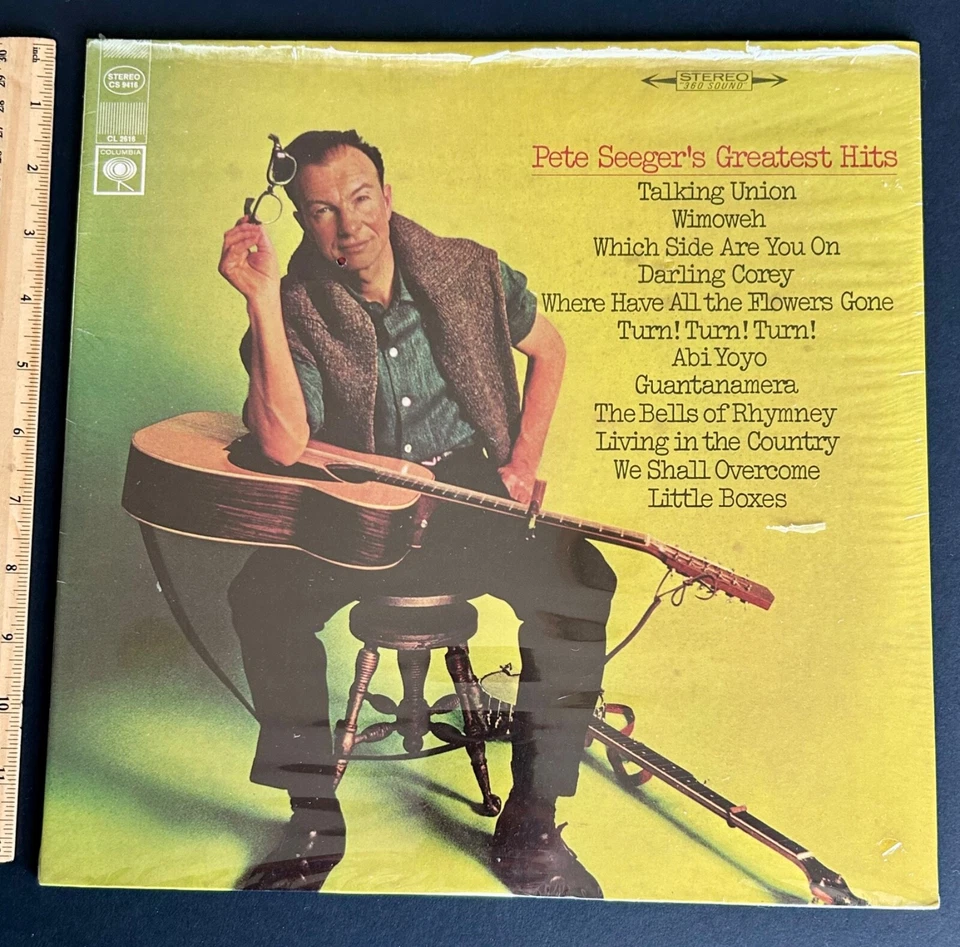 STEREO
CS 9416
CL 2616
COLUMBIA
STEREO
"360 SOUND"
Pete Seeger's Greatest Hits
Talking Union
Wimoweh
Which Side Are You On
Darling Corey
Where Have All the Flowers Gone
Turn! Turn! Turn!
Abi Yoyo
Guantanamera
The Bells of Rhymney
Living in the Country
We Shall Overcome
Little Boxes
inch
1
2
3
4
5
6
7
8
9
10
11